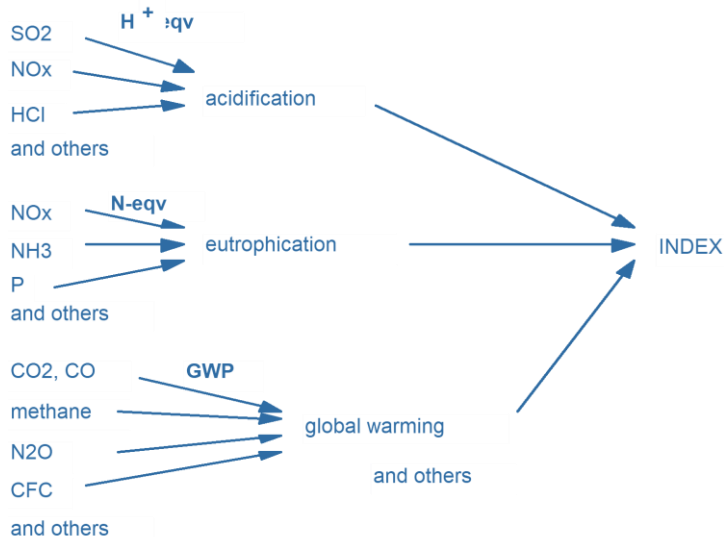 H + eqv
SO2
NOx
acidification
HCl
and others
N-eqv
NOx
NH3
eutrophication
INDEX
P
and others
CO2, CO
GWP
methane
global warming
N2O
and others
CFC
and others